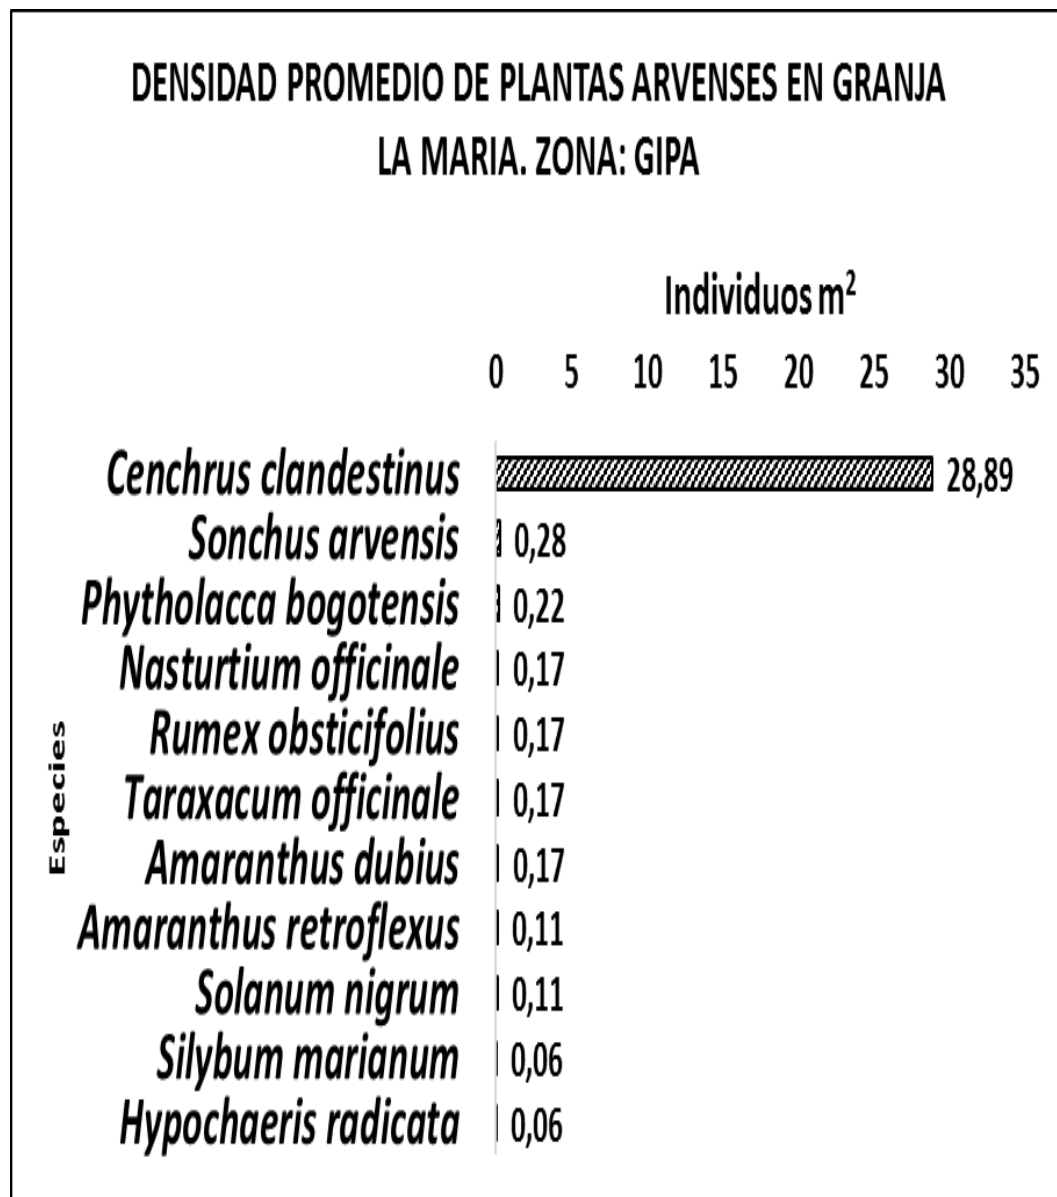 DENSIDAD PROMEDIO DE PLANTAS ARVENSES EN GRANJA
LA MARIA. ZONA: GIPA
Individuos m²
0 5 10 15 20 25 30 35
Cenchrus clandestinus 28,89
Sonchus arvensis 0,28
Phytholacca bogotensis 0,22
Nasturtium officinale 0,17
Rumex obsticifolius 0,17
Taraxacum officinale 0,17
Amaranthus dubius 0,17
Amaranthus retroflexus 0,11
Solanum nigrum 0,11
Silybum marianum 0,06
Hypochaeris radicata 0,06
Especies